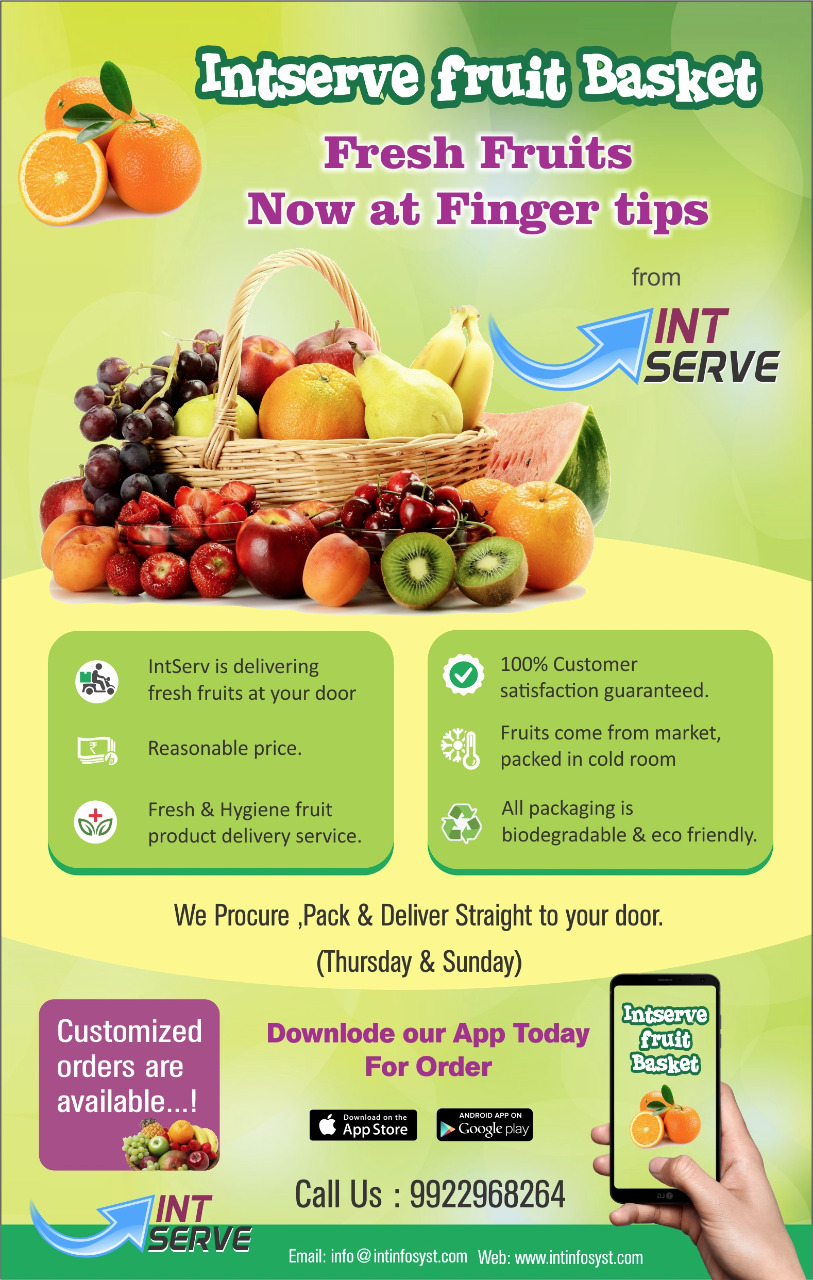 Intserve fruit Basket
Fresh Fruits
Now at Finger tips
from
INT
SERVE
IntServ is delivering
fresh fruits at your door
Reasonable price.
Fresh & Hygiene fruit
product delivery service.
100% Customer
satisfaction guaranteed.
Fruits come from market,
packed in cold room
All packaging is
biodegradable & eco friendly.
We Procure ,Pack & Deliver Straight to your door.
(Thursday & Sunday)
Customized
orders are
available...!
Downlode our App Today
For Order
Download on the
App Store
ANDROID APP ON
Google play
Call Us : 9922968264
Intserve
fruit
Basket
INT
SERVE
Email: info@intinfosyst.com Web: www.intinfosyst.com